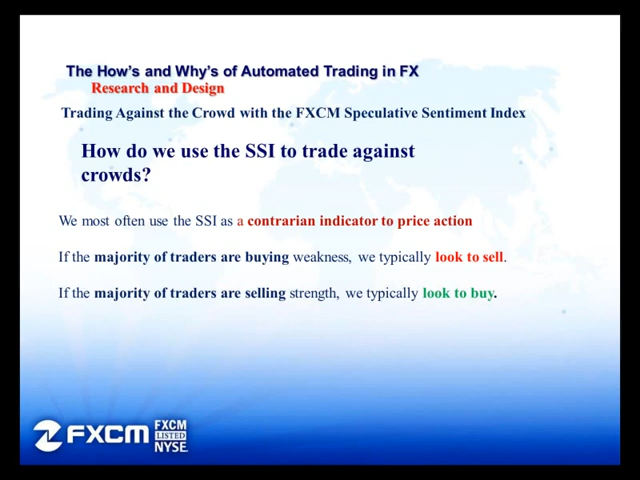 The How's and Why's of Automated Trading in FX
Research and Design
Trading Against the Crowd with the FXCM Speculative Sentiment Index
How do we use the SSI to trade against
crowds?
We most often use the SSI as a contrarian indicator to price action
If the majority of traders are buying weakness, we typically look to sell.
If the majority of traders are selling strength, we typically look to buy.
FXCM
FXCM
LISTED
NYSE